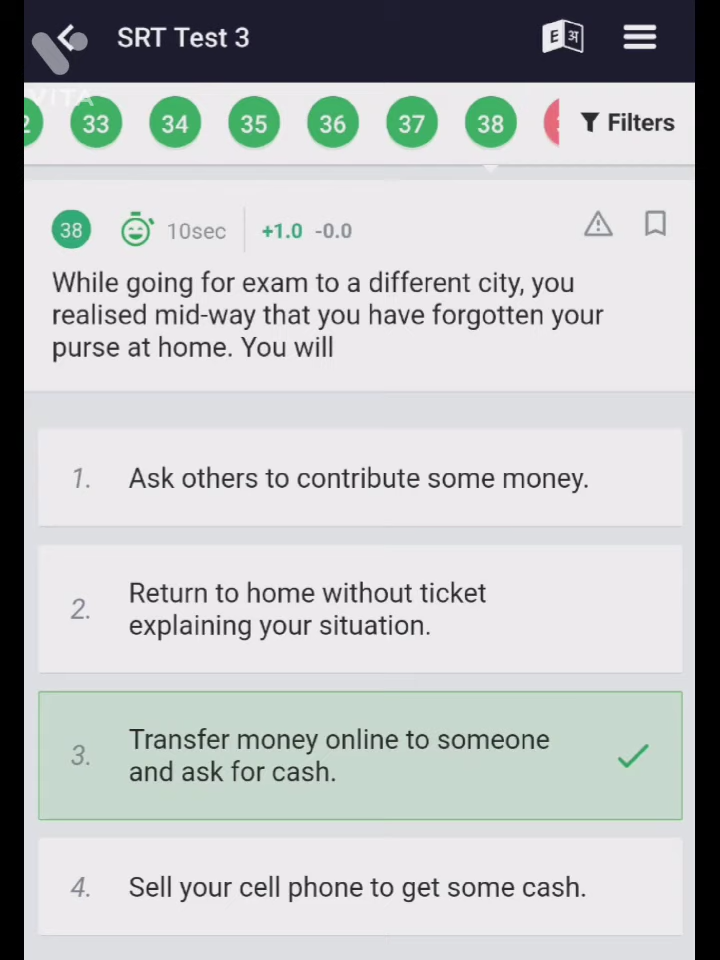 SRT Test 3
E अ
VITA
2 33 34 35 36 37 38 Filters
38 10sec +1.0 -0.0
While going for exam to a different city, you
realised mid-way that you have forgotten your
purse at home. You will
1. Ask others to contribute some money.
2. Return to home without ticket
explaining your situation.
3. Transfer money online to someone
and ask for cash.
4. Sell your cell phone to get some cash.